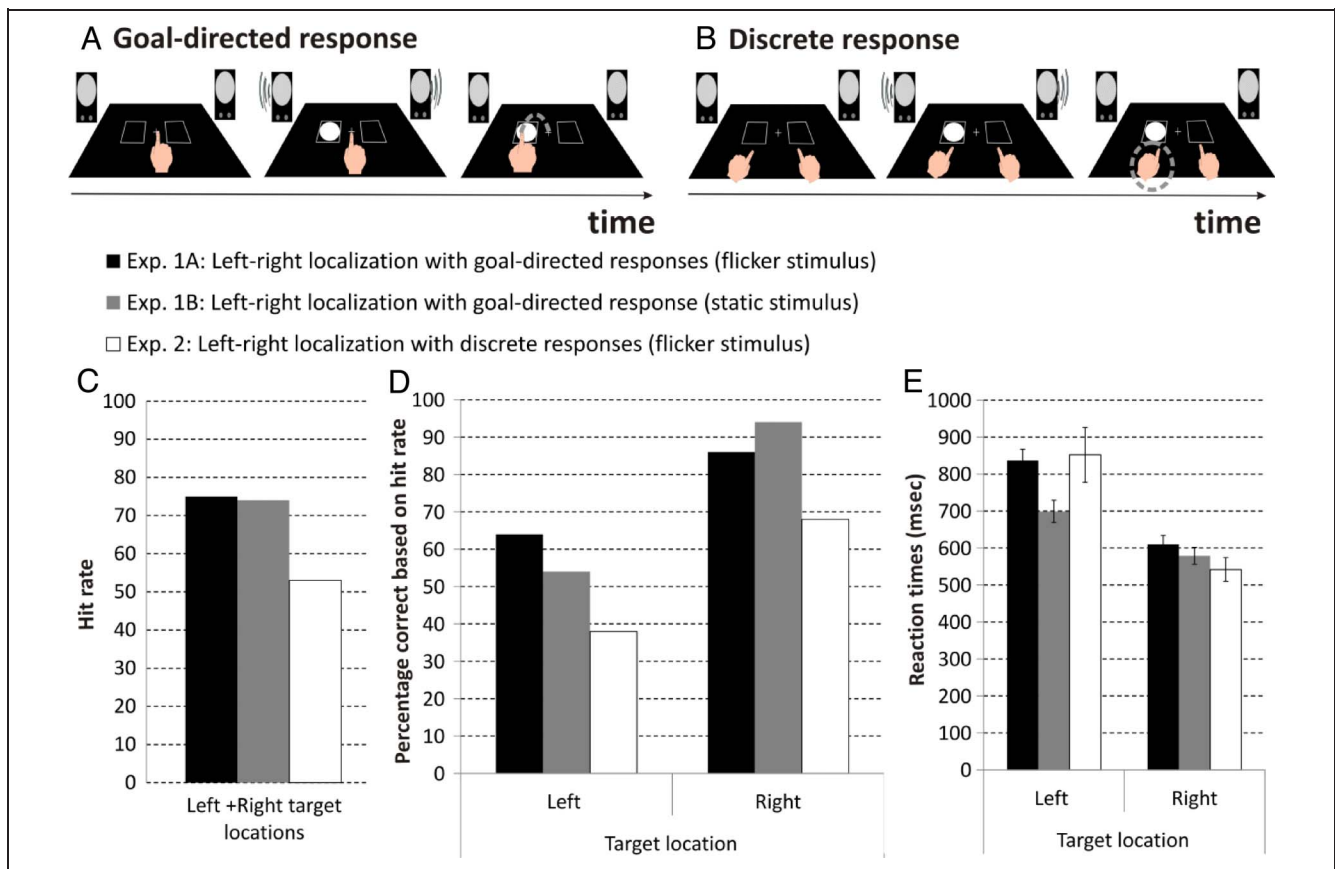 A Goal-directed response
B Discrete response
time
time
Exp. 1A: Left-right localization with goal-directed responses (flicker stimulus)
Exp. 1B: Left-right localization with goal-directed response (static stimulus)
Exp. 2: Left-right localization with discrete responses (flicker stimulus)
C
Hit rate
100
90
80
70
60
50
40
30
20
10
0
Left +Right target
locations
D
Percentage correct based on hit rate
100
90
80
70
60
50
40
30
20
10
0
Left
Right
Target location
E
Reaction times (msec)
1000
900
800
700
600
500
400
300
200
100
0
Left
Right
Target location